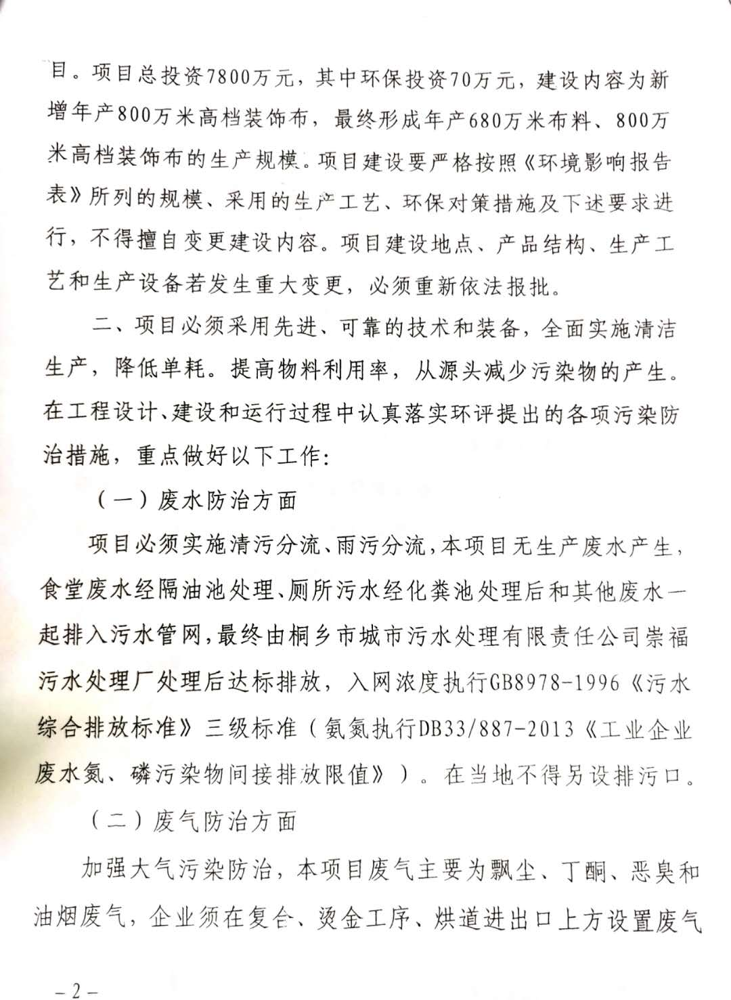 目。项目总投资7800万元，其中环保投资70万元，建设内容为新
增年产800万米高档装饰布，最终形成年产680万米布料、800万
米高档装饰布的生产规模。项目建设要严格按照《环境影响报告
表》所列的规模、采用的生产工艺、环保对策措施及下述要求进
行，不得擅自变更建设内容。项目建设地点、产品结构、生产工
艺和生产设备若发生重大变更，必须重新依法报批。
二、项目必须采用先进、可靠的技术和装备，全面实施清洁
生产，降低单耗。提高物料利用率，从源头减少污染物的产生。
在工程设计、建设和运行过程中认真落实环评提出的各项污染防
治措施，重点做好以下工作：
（一）废水防治方面
项目必须实施清污分流、雨污分流，本项目无生产废水产生，
食堂废水经隔油池处理、厕所污水经化粪池处理后和其他废水一
起排入污水管网，最终由桐乡市城市污水处理有限责任公司崇福
污水处理厂处理后达标排放，入网浓度执行GB8978-1996《污水
综合排放标准》三级标准（氨氮执行DB33/887-2013《工业企业
废水氮、磷污染物间接排放限值》）。在当地不得另设排污口。
（二）废气防治方面
加强大气污染防治，本项目废气主要为飘尘、丁酮、恶臭和
油烟废气，企业须在复合、烫金工序、烘道进出口上方设置废气
-2-